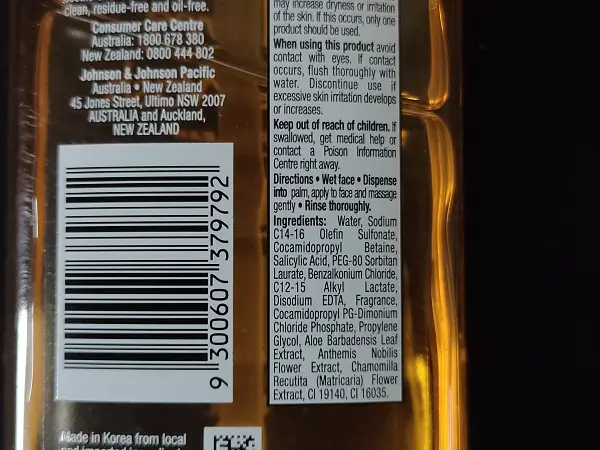 clean, residue-free and oil-free.
Consumer Care Centre
Australia: 1800 678 380
New Zealand: 0800 444 802
Johnson & Johnson Pacific
Australia • New Zealand
45 Jones Street, Ultimo NSW 2007
AUSTRALIA and Auckland,
NEW ZEALAND
9 300607 379792
Made in Korea from local
may increase dryness or irritation
of the skin. If this occurs, only one
product should be used.
When using this product avoid
contact with eyes. If contact
occurs, flush thoroughly with
water. Discontinue use if
excessive skin irritation develops
or increases.
Keep out of reach of children. If
swallowed, get medical help or
contact a Poison Information
Centre right away.
Directions • Wet face • Dispense
into palm, apply to face and massage
gently • Rinse thoroughly.
Ingredients: Water, Sodium
C14-16 Olefin Sulfonate,
Cocamidopropyl Betaine,
Salicylic Acid, PEG-80 Sorbitan
Laurate, Benzalkonium Chloride,
C12-15 Alkyl Lactate,
Disodium EDTA, Fragrance,
Cocamidopropyl PG-Dimonium
Chloride Phosphate, Propylene
Glycol, Aloe Barbadensis Leaf
Extract, Anthemis Nobilis
Flower Extract, Chamomilla
Recutita (Matricaria) Flower
Extract, CI 19140, CI 16035.